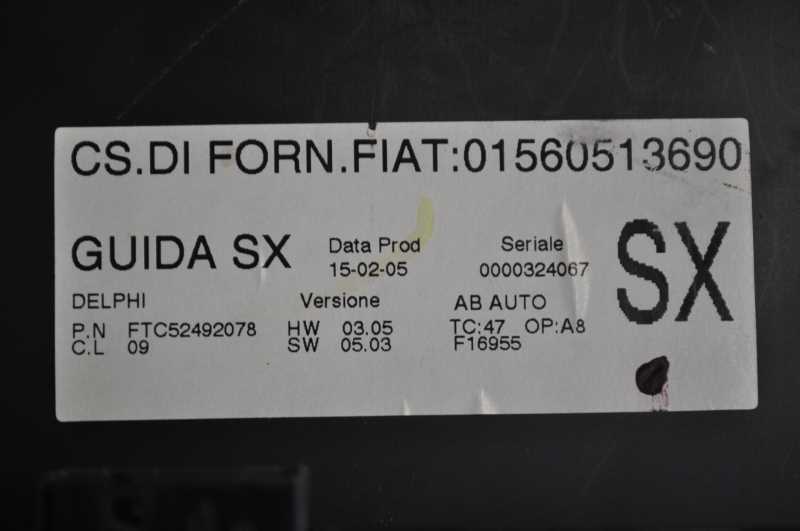 CS.DI FORN.FIAT:01560513690
GUIDA SX
Data Prod
15-02-05
Seriale
0000324067
SX
DELPHI
P.N FTC52492078
C.L 09
Versione
HW 03.05
SW 05.03
AB AUTO
TC:47 OP:A8
F16955